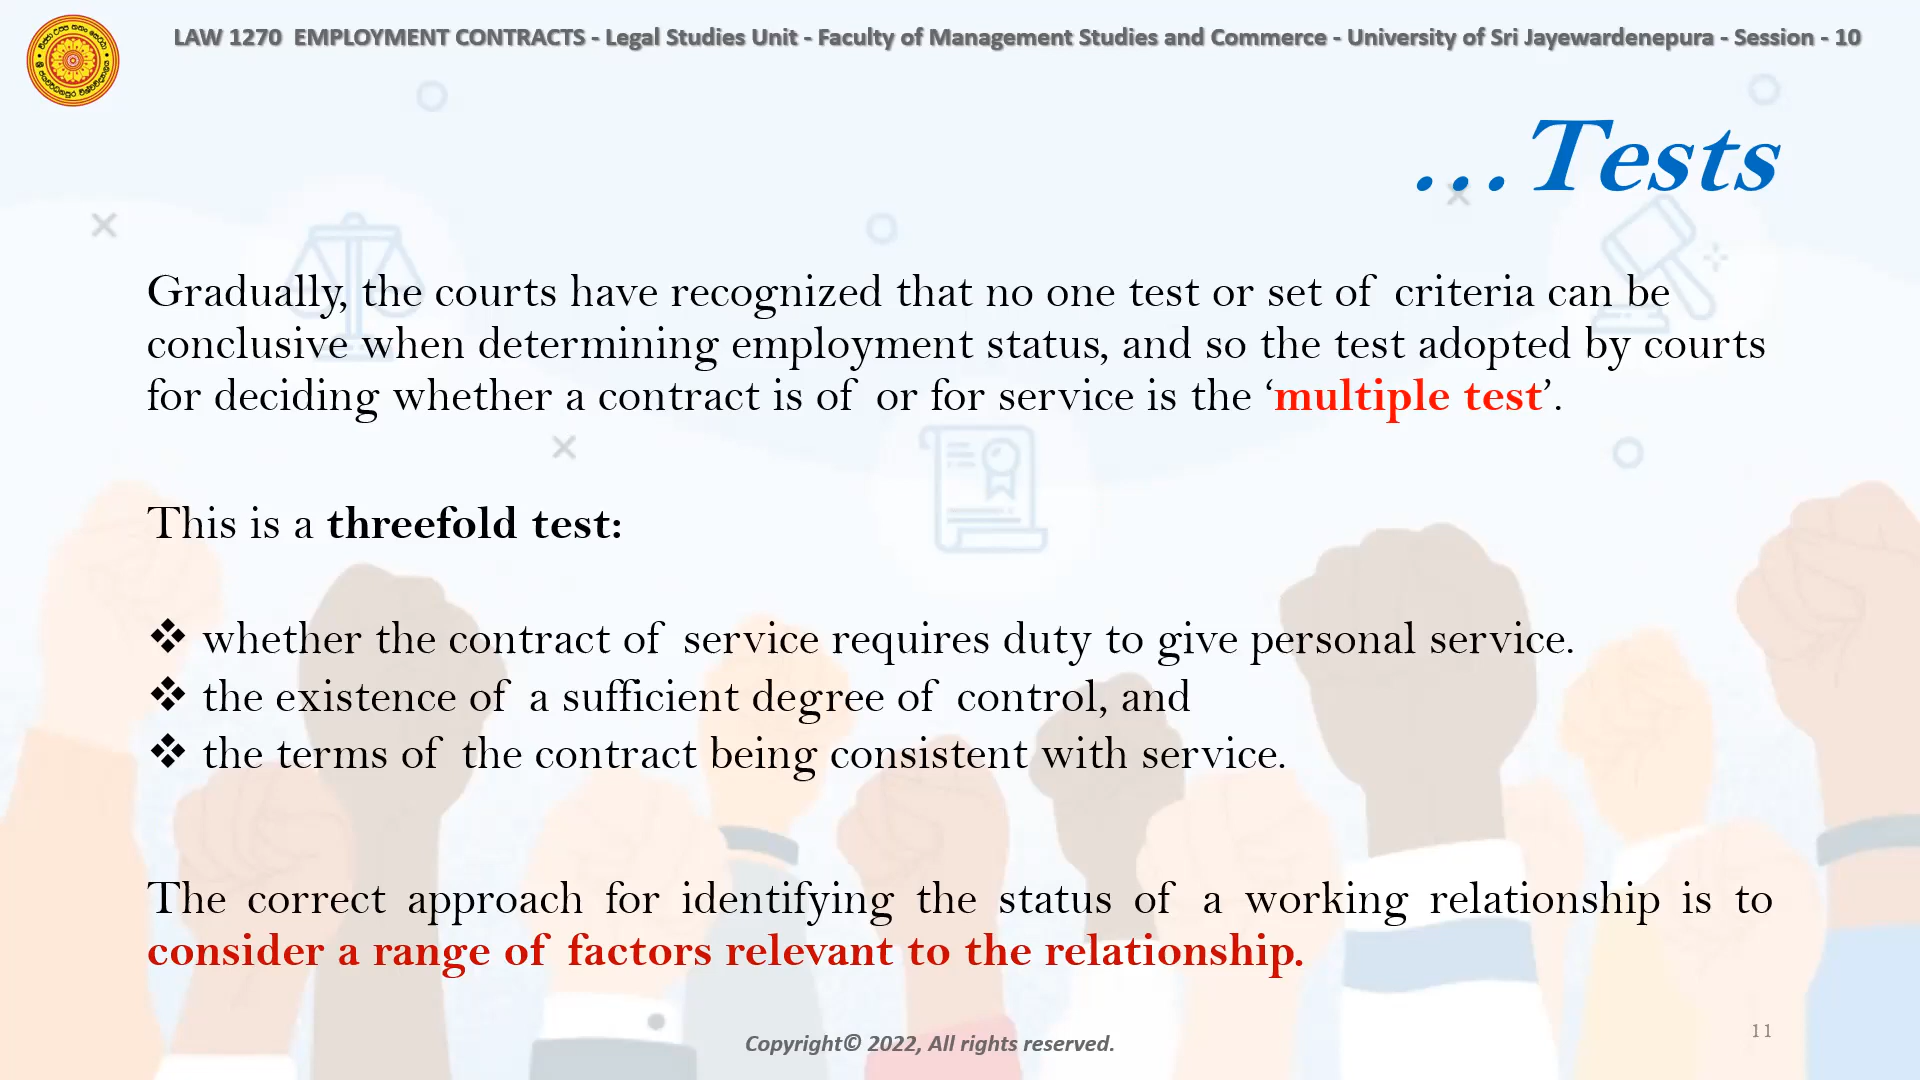 LAW 1270 EMPLOYMENT CONTRACTS - Legal Studies Unit - Faculty of Management Studies and Commerce - University of Sri Jayewardenepura - Session - 10
...Tests
Gradually, the courts have recognized that no one test or set of criteria can be
conclusive when determining employment status, and so the test adopted by courts
for deciding whether a contract is of or for service is the ‘multiple test’.
This is a threefold test:
❖ whether the contract of service requires duty to give personal service.
❖ the existence of a sufficient degree of control, and
❖ the terms of the contract being consistent with service.
The correct approach for identifying the status of a working relationship is to
consider a range of factors relevant to the relationship.
Copyright© 2022, All rights reserved.
11